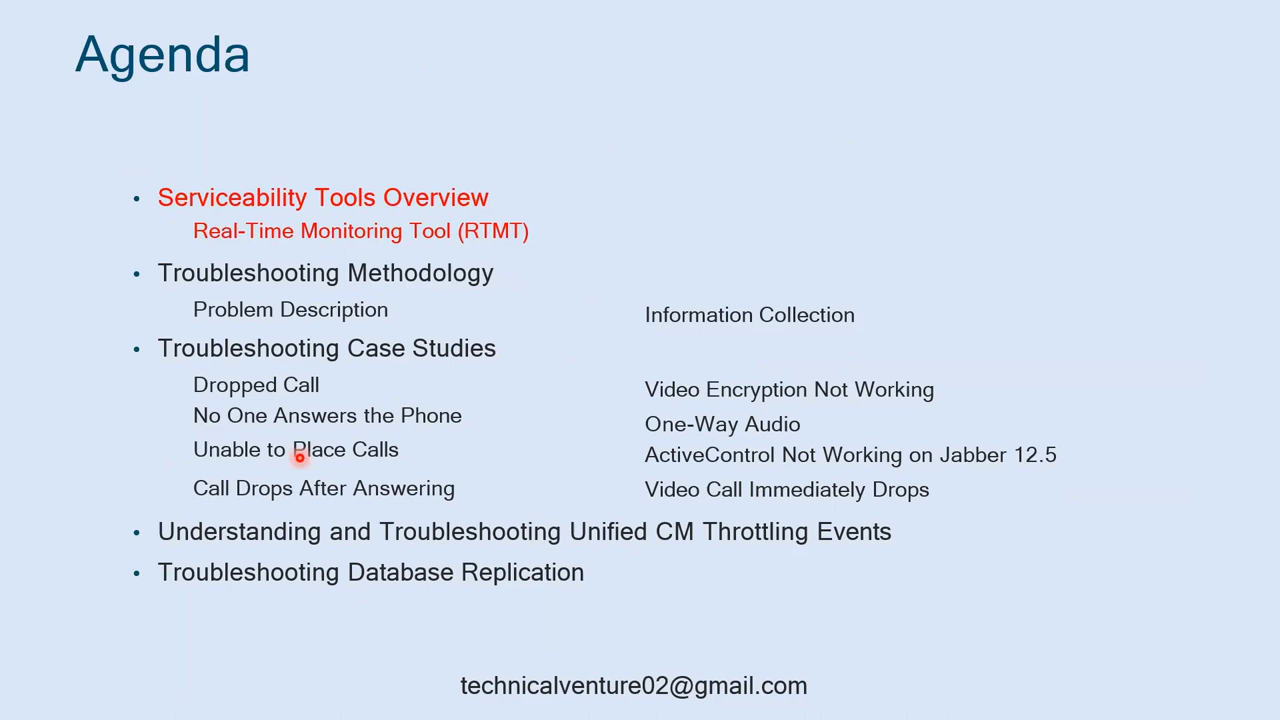 Agenda
• Serviceability Tools Overview
Real-Time Monitoring Tool (RTMT)
• Troubleshooting Methodology
Problem Description
Information Collection
• Troubleshooting Case Studies
Dropped Call
Video Encryption Not Working
No One Answers the Phone
One-Way Audio
Unable to Place Calls
ActiveControl Not Working on Jabber 12.5
Call Drops After Answering
Video Call Immediately Drops
• Understanding and Troubleshooting Unified CM Throttling Events
• Troubleshooting Database Replication
technicalventure02@gmail.com